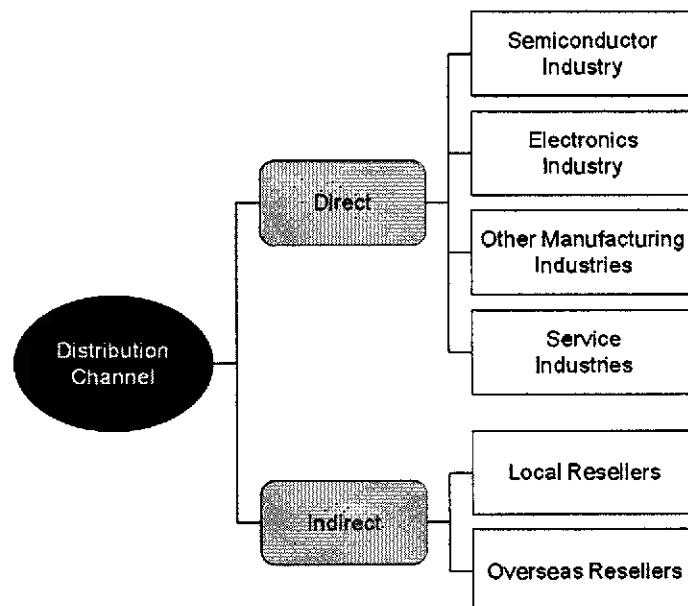 Distribution
Channel
Direct
Semiconductor
Industry
Electronics
Industry
Other Manufacturing
Industries
Service
Industries
Indirect
Local Resellers
Overseas Resellers